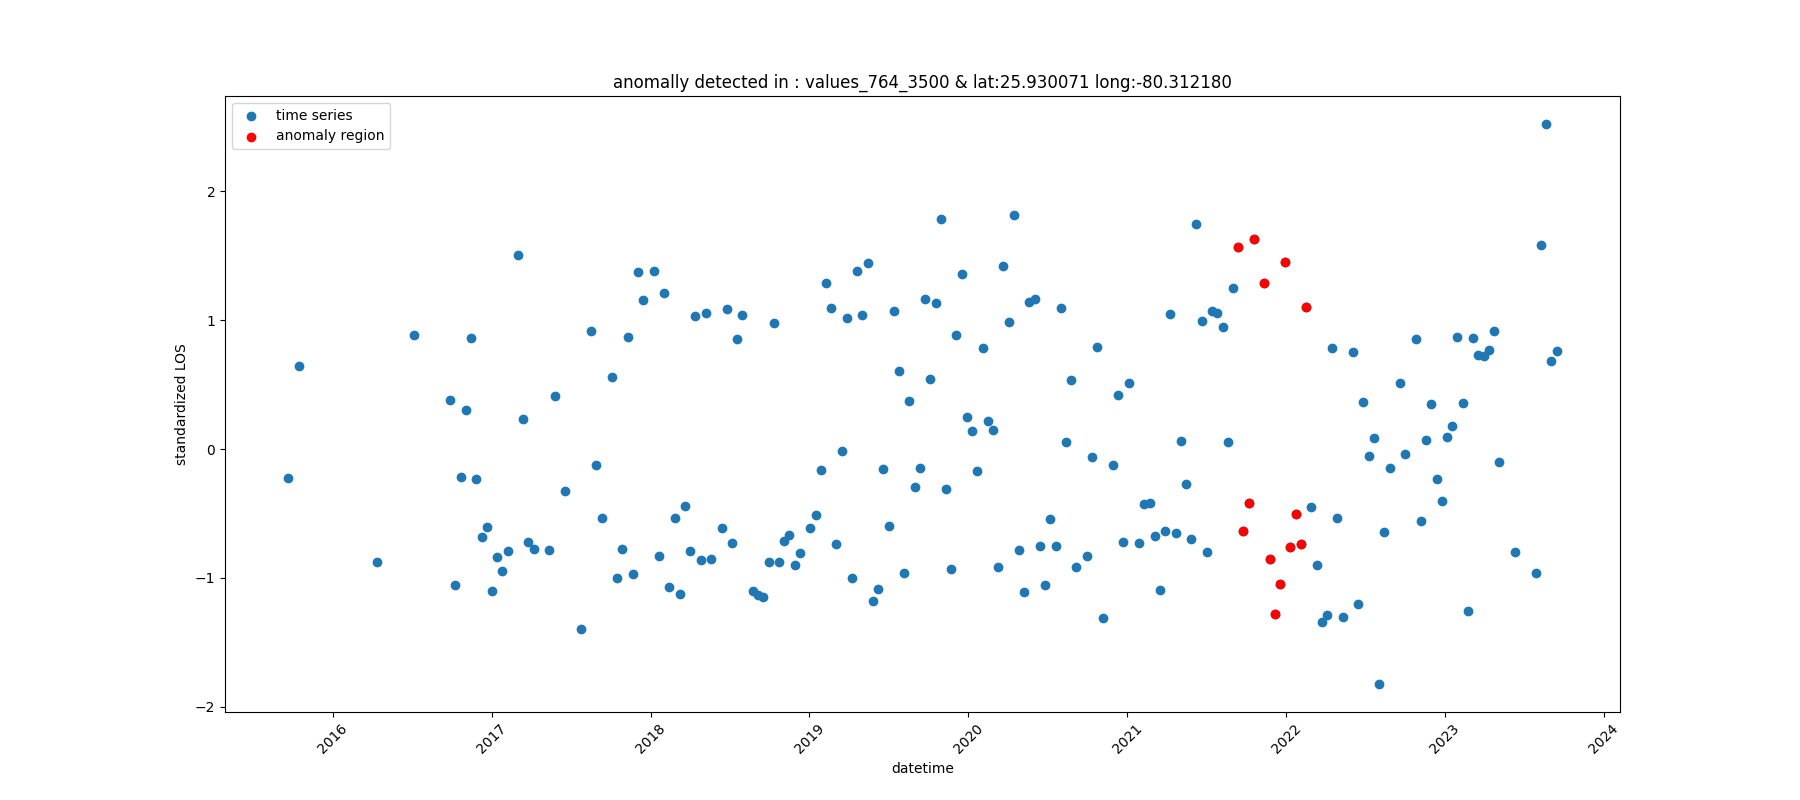 anomally detected in : values_764_3500 & lat:25.930071 long:-80.312180
time series
anomaly region
standardized LOS
2
1
0
−1
−2
2016
2017
2018
2019
2020
2021
2022
2023
2024
datetime